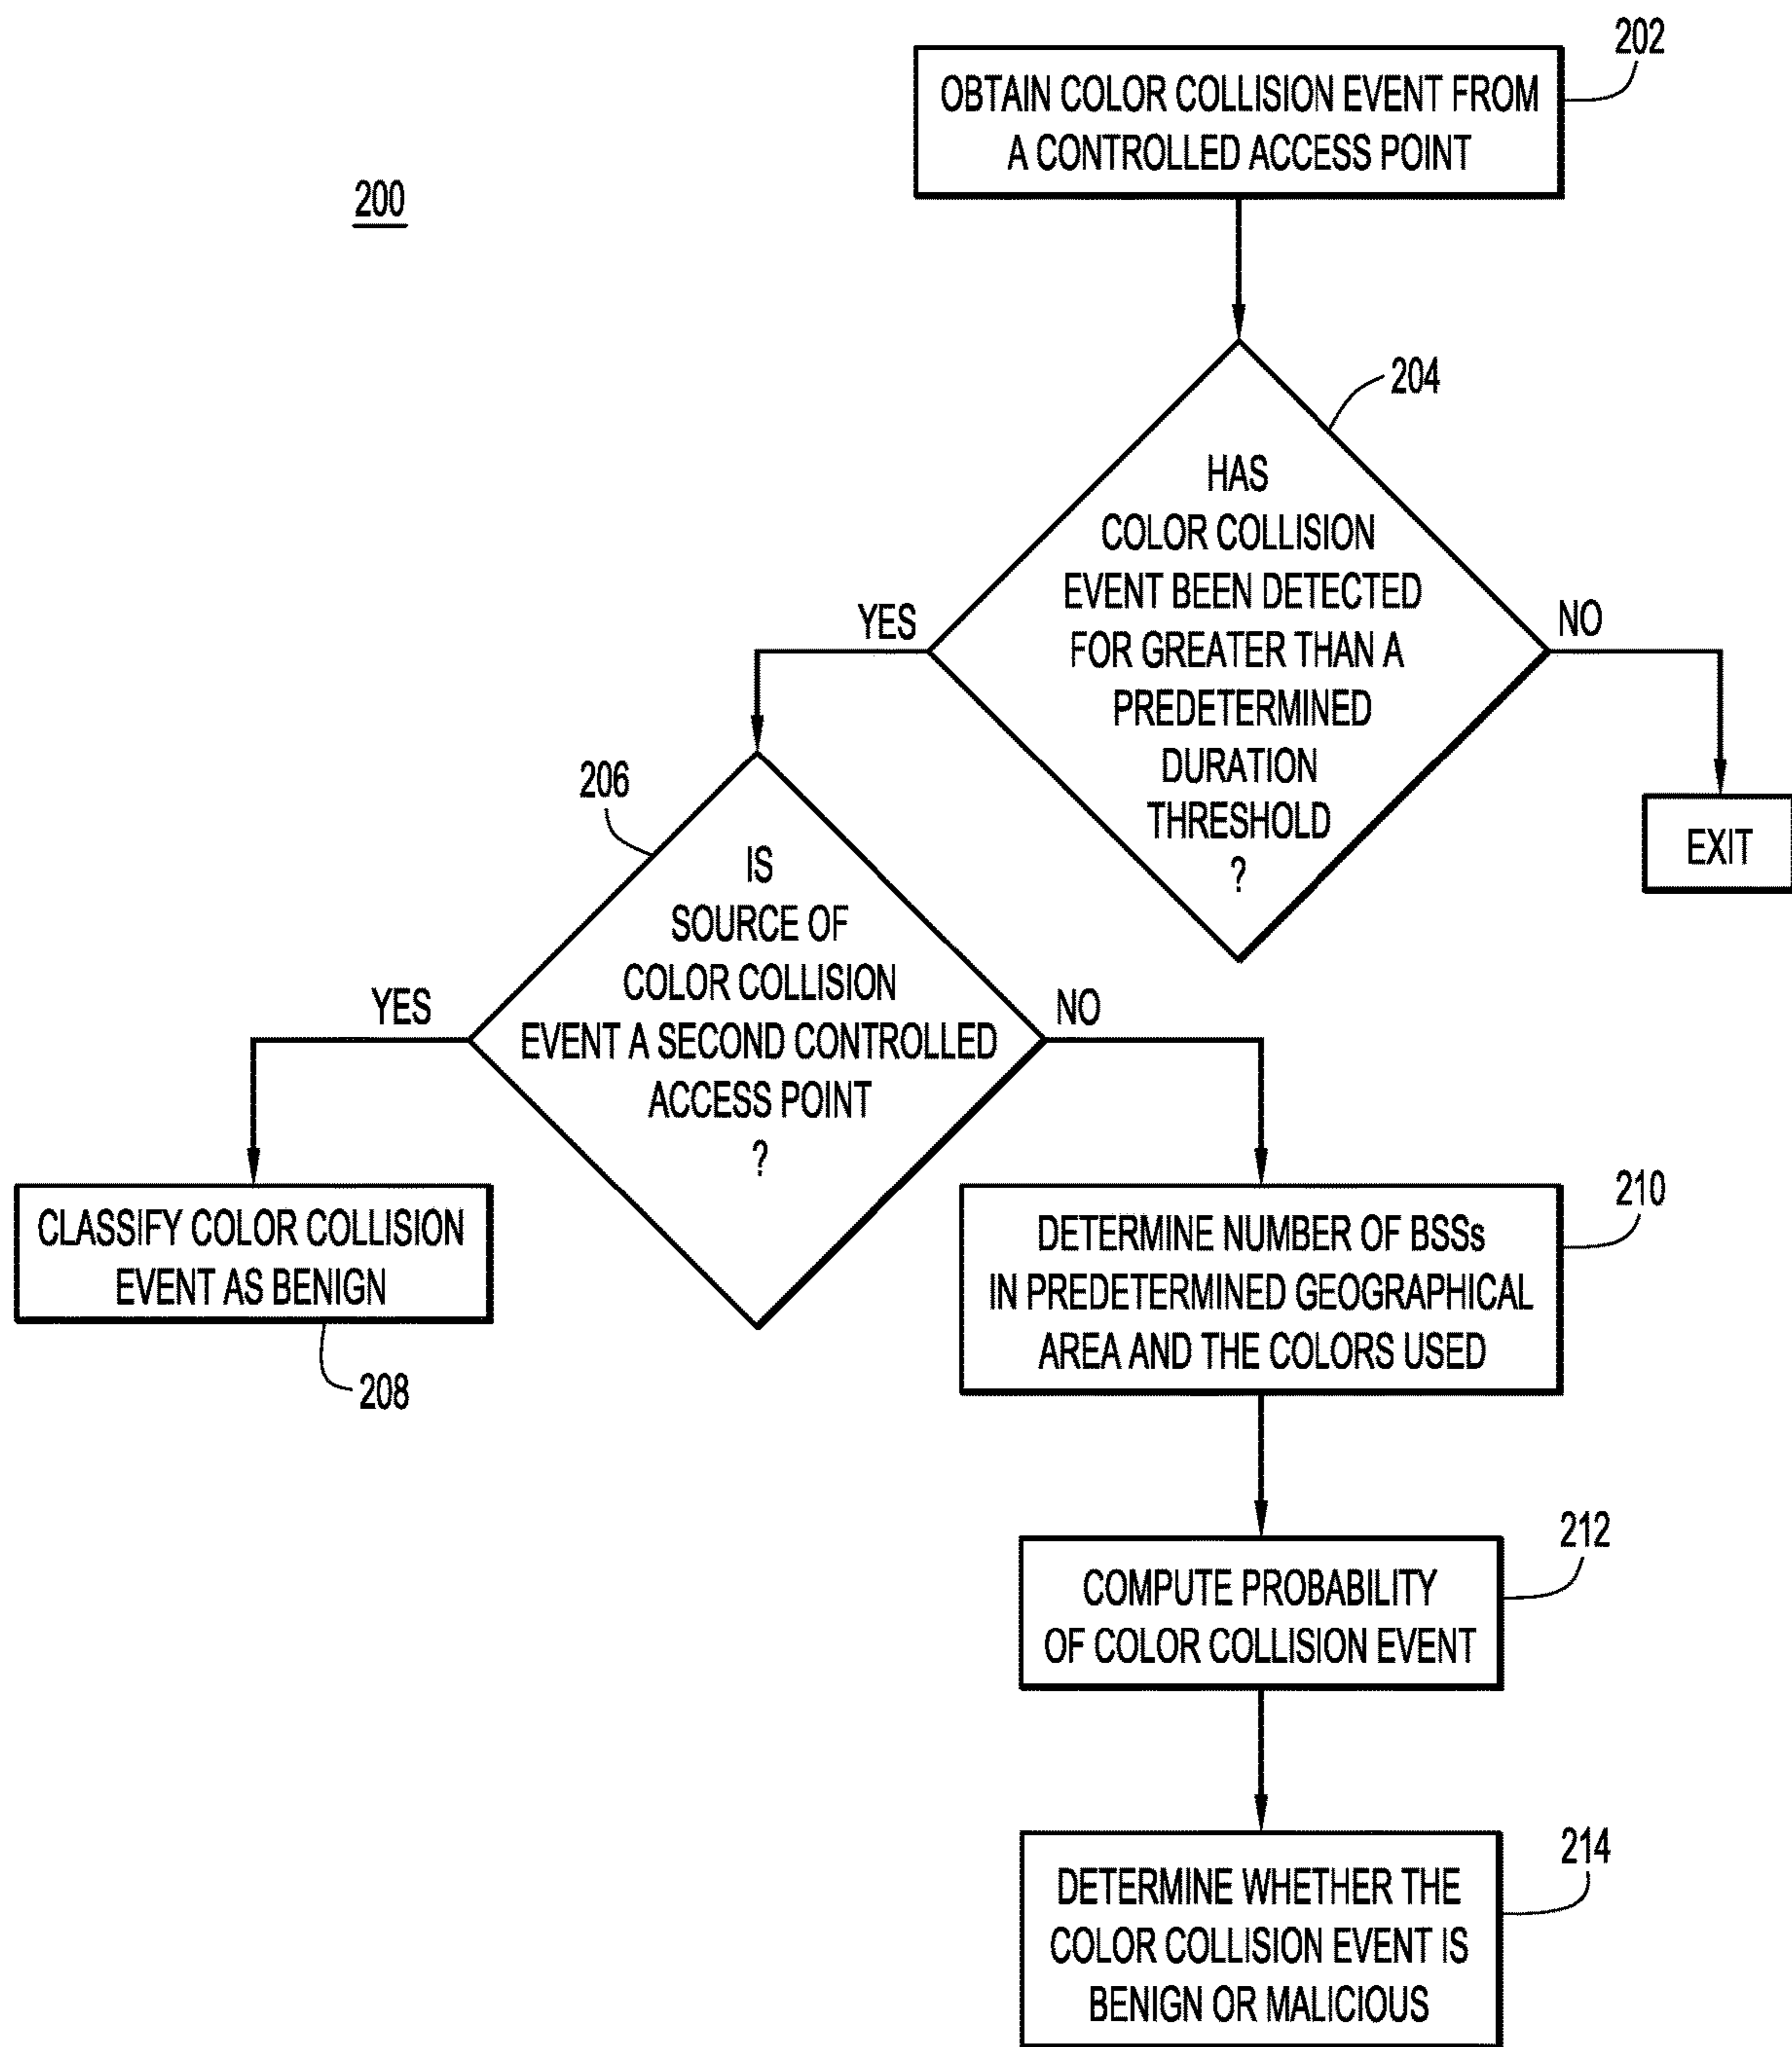 202
OBTAIN COLOR COLLISION EVENT FROM
A CONTROLLED ACCESS POINT
200
204
HAS
COLOR COLLISION
EVENT BEEN DETECTED
FOR GREATER THAN A
PREDETERMINED
DURATION
THRESHOLD
?
YES
NO
EXIT
206
IS
SOURCE OF
COLOR COLLISION
EVENT A SECOND CONTROLLED
ACCESS POINT
?
YES
NO
CLASSIFY COLOR COLLISION
EVENT AS BENIGN
208
210
DETERMINE NUMBER OF BSSs
IN PREDETERMINED GEOGRAPHICAL
AREA AND THE COLORS USED
212
COMPUTE PROBABILITY
OF COLOR COLLISION EVENT
214
DETERMINE WHETHER THE
COLOR COLLISION EVENT IS
BENIGN OR MALICIOUS